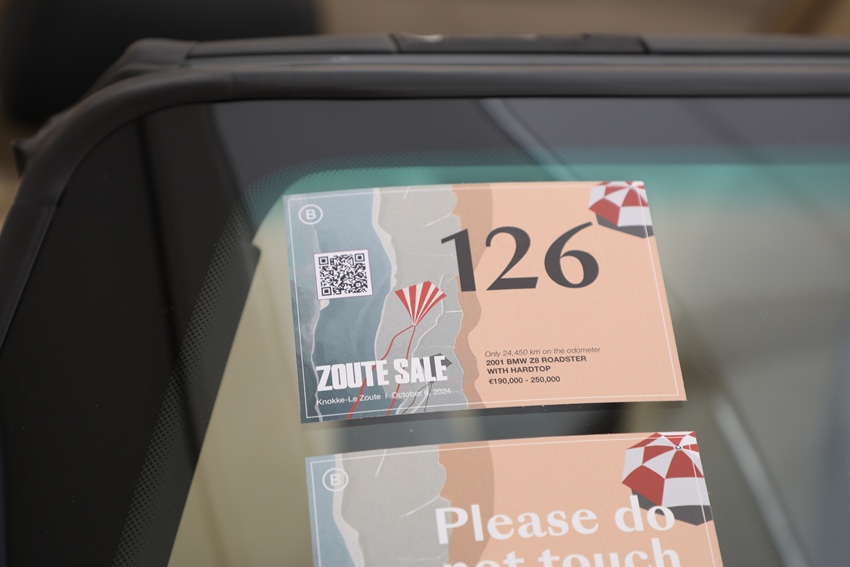 B
126
Only 24,450 km on the odometer
2001 BMW Z8 ROADSTER
WITH HARDTOP
€190,000 - 250,000
ZOUTE SALE
Knokke-Le Zoute | October 6, 2024
B
Please do
not touch